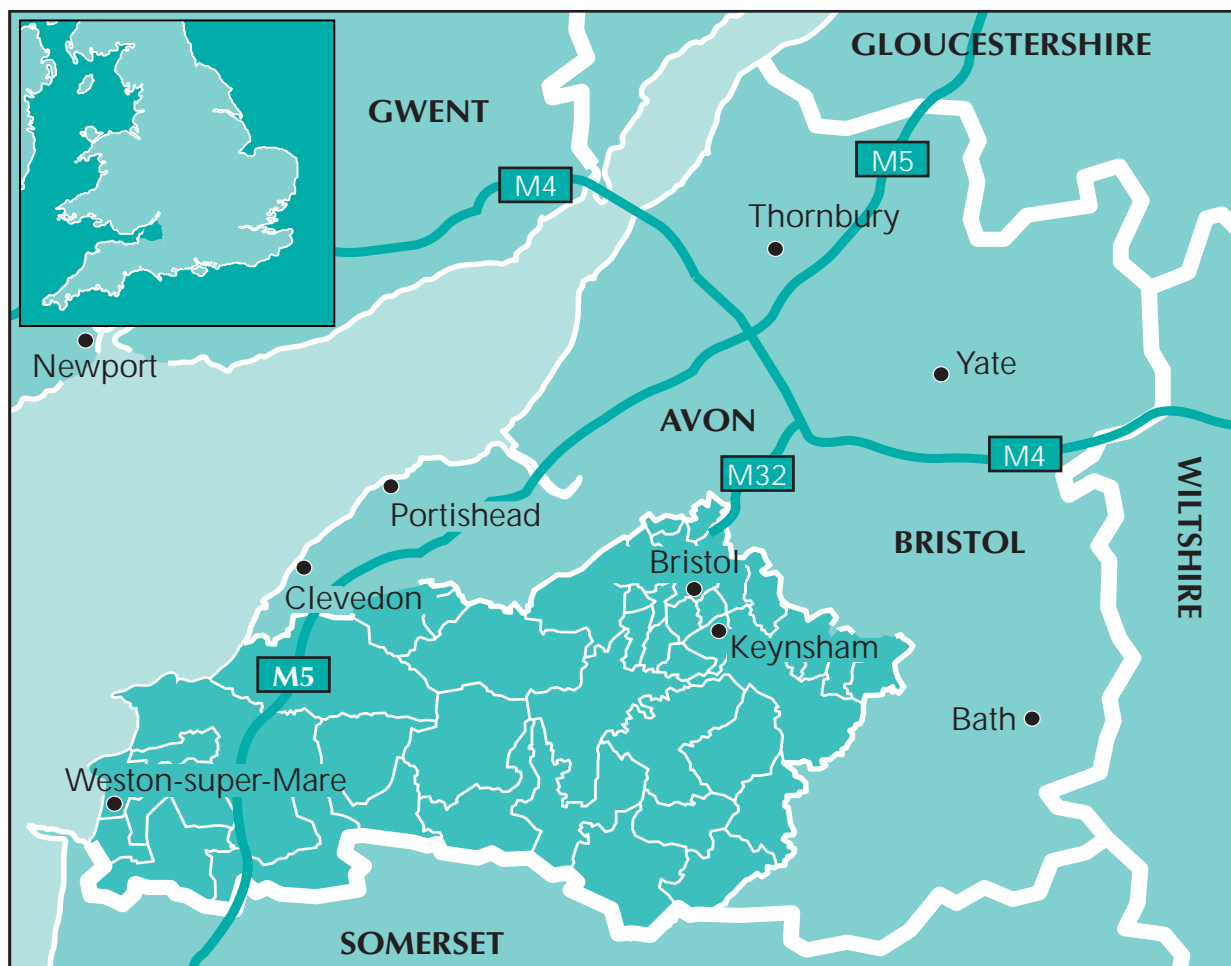 GLOUCESTERSHIRE
GWENT
M5
M4
Thornbury
Newport
Yate
AVON
M4
M32
WILTSHIRE
Portishead
BRISTOL
Bristol
Clevedon
Keynsham
M5
Bath
Weston-super-Mare
SOMERSET